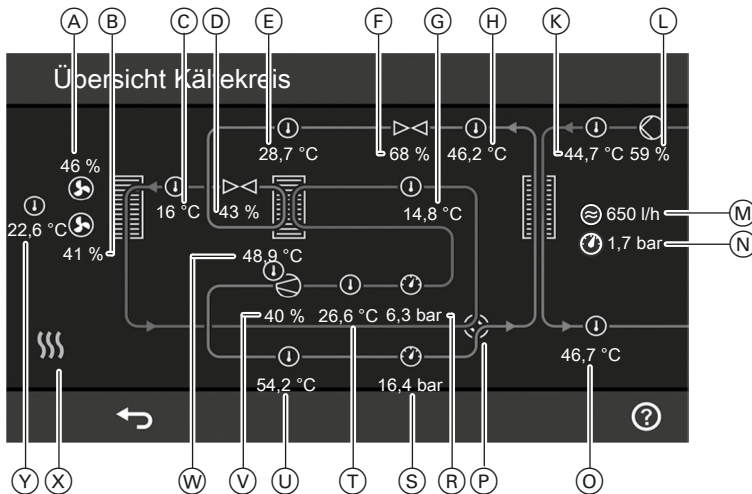 A B C D E F G H K L
Übersicht Kältekreis
46 % 28,7 °C 68 % 46,2 °C 44,7 °C 59 %
22,6 °C 16 °C 43 % 14,8 °C 650 l/h M
41 % 48,9 °C 1,7 bar N
40 % 26,6 °C 6,3 bar
54,2 °C 16,4 bar 46,7 °C
?
Y X W V U T S R P O